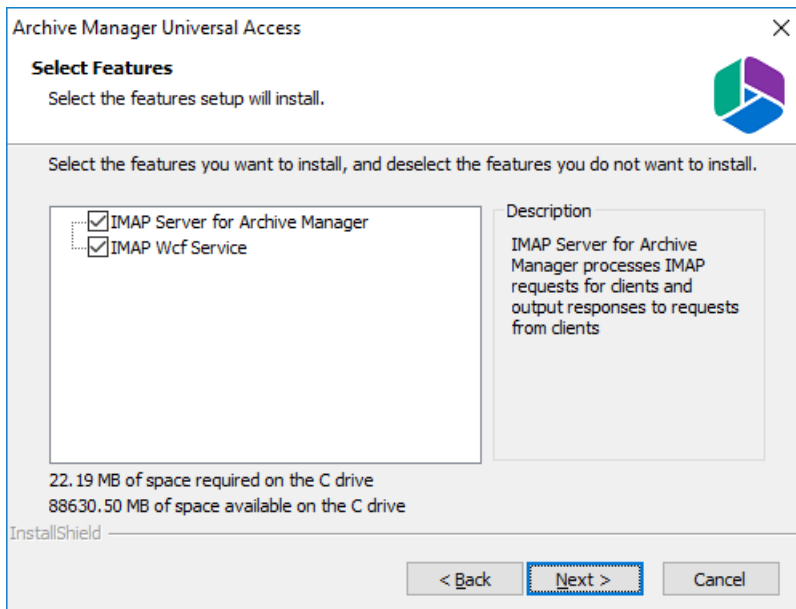 Archive Manager Universal Access
Select Features
Select the features setup will install.
Select the features you want to install, and deselect the features you do not want to install.
IMAP Server for Archive Manager
IMAP Wcf Service
Description
IMAP Server for Archive
Manager processes IMAP
requests for clients and
output responses to requests
from clients
22.19 MB of space required on the C drive
88630.50 MB of space available on the C drive
InstallShield
< Back
Next >
Cancel